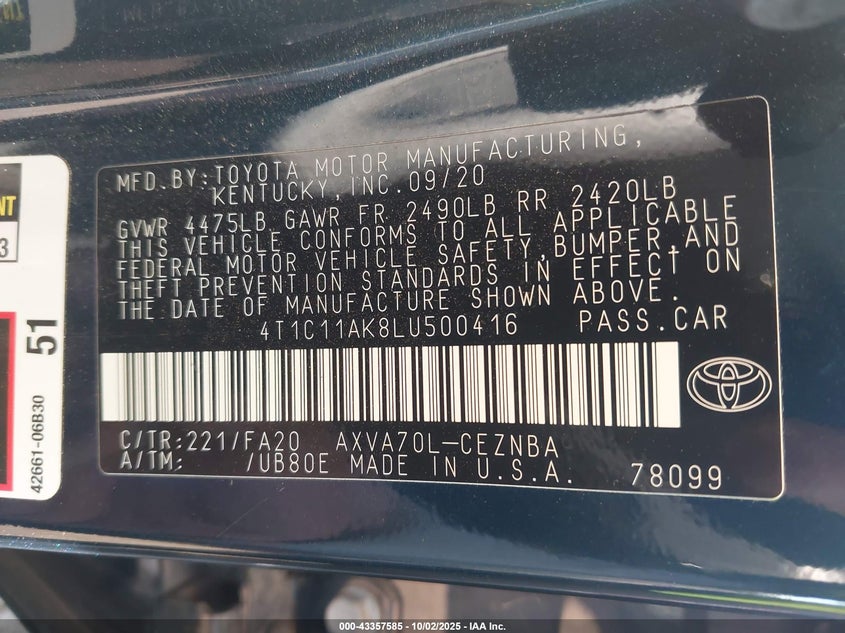 MFD.BY:TOYOTA MOTOR MANUFACTURING,
KENTUCKY,INC.09/20
GVWR 4475LB GAWR FR 2490LB RR 2420LB
THIS VEHICLE CONFORMS TO ALL APPLICABLE
FEDERAL MOTOR VEHICLE SAFETY,BUMPER,AND
THEFT PREVENTION STANDARDS IN EFFECT ON
THE DATE OF MANUFACTURE SHOWN ABOVE.
4T1C11AK8LU500416 PASS.CAR
C/TR:221/FA20 AXVA70L-CEZNBA
A/TM: /UB80E MADE IN U.S.A. 78099
51
42661-06B30
3
000-43357585 - 10/02/2025 - IAA Inc.